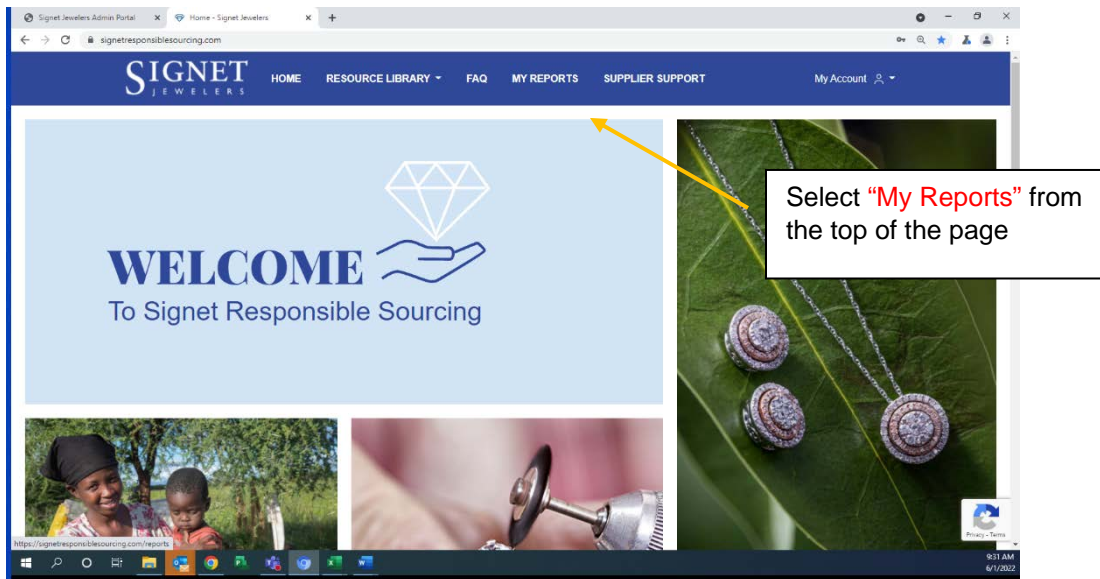 Signet Jewelers Admin Portal
Home - Signet Jewelers
signetresponsiblesourcing.com
SIGNET
JEWELERS
HOME
RESOURCE LIBRARY
FAQ
MY REPORTS
SUPPLIER SUPPORT
My Account
WELCOME
To Signet Responsible Sourcing
Select “My Reports” from
the top of the page
Privacy - Terms
https://signetresponsiblesourcing.com/reports
9:31 AM
6/1/2022